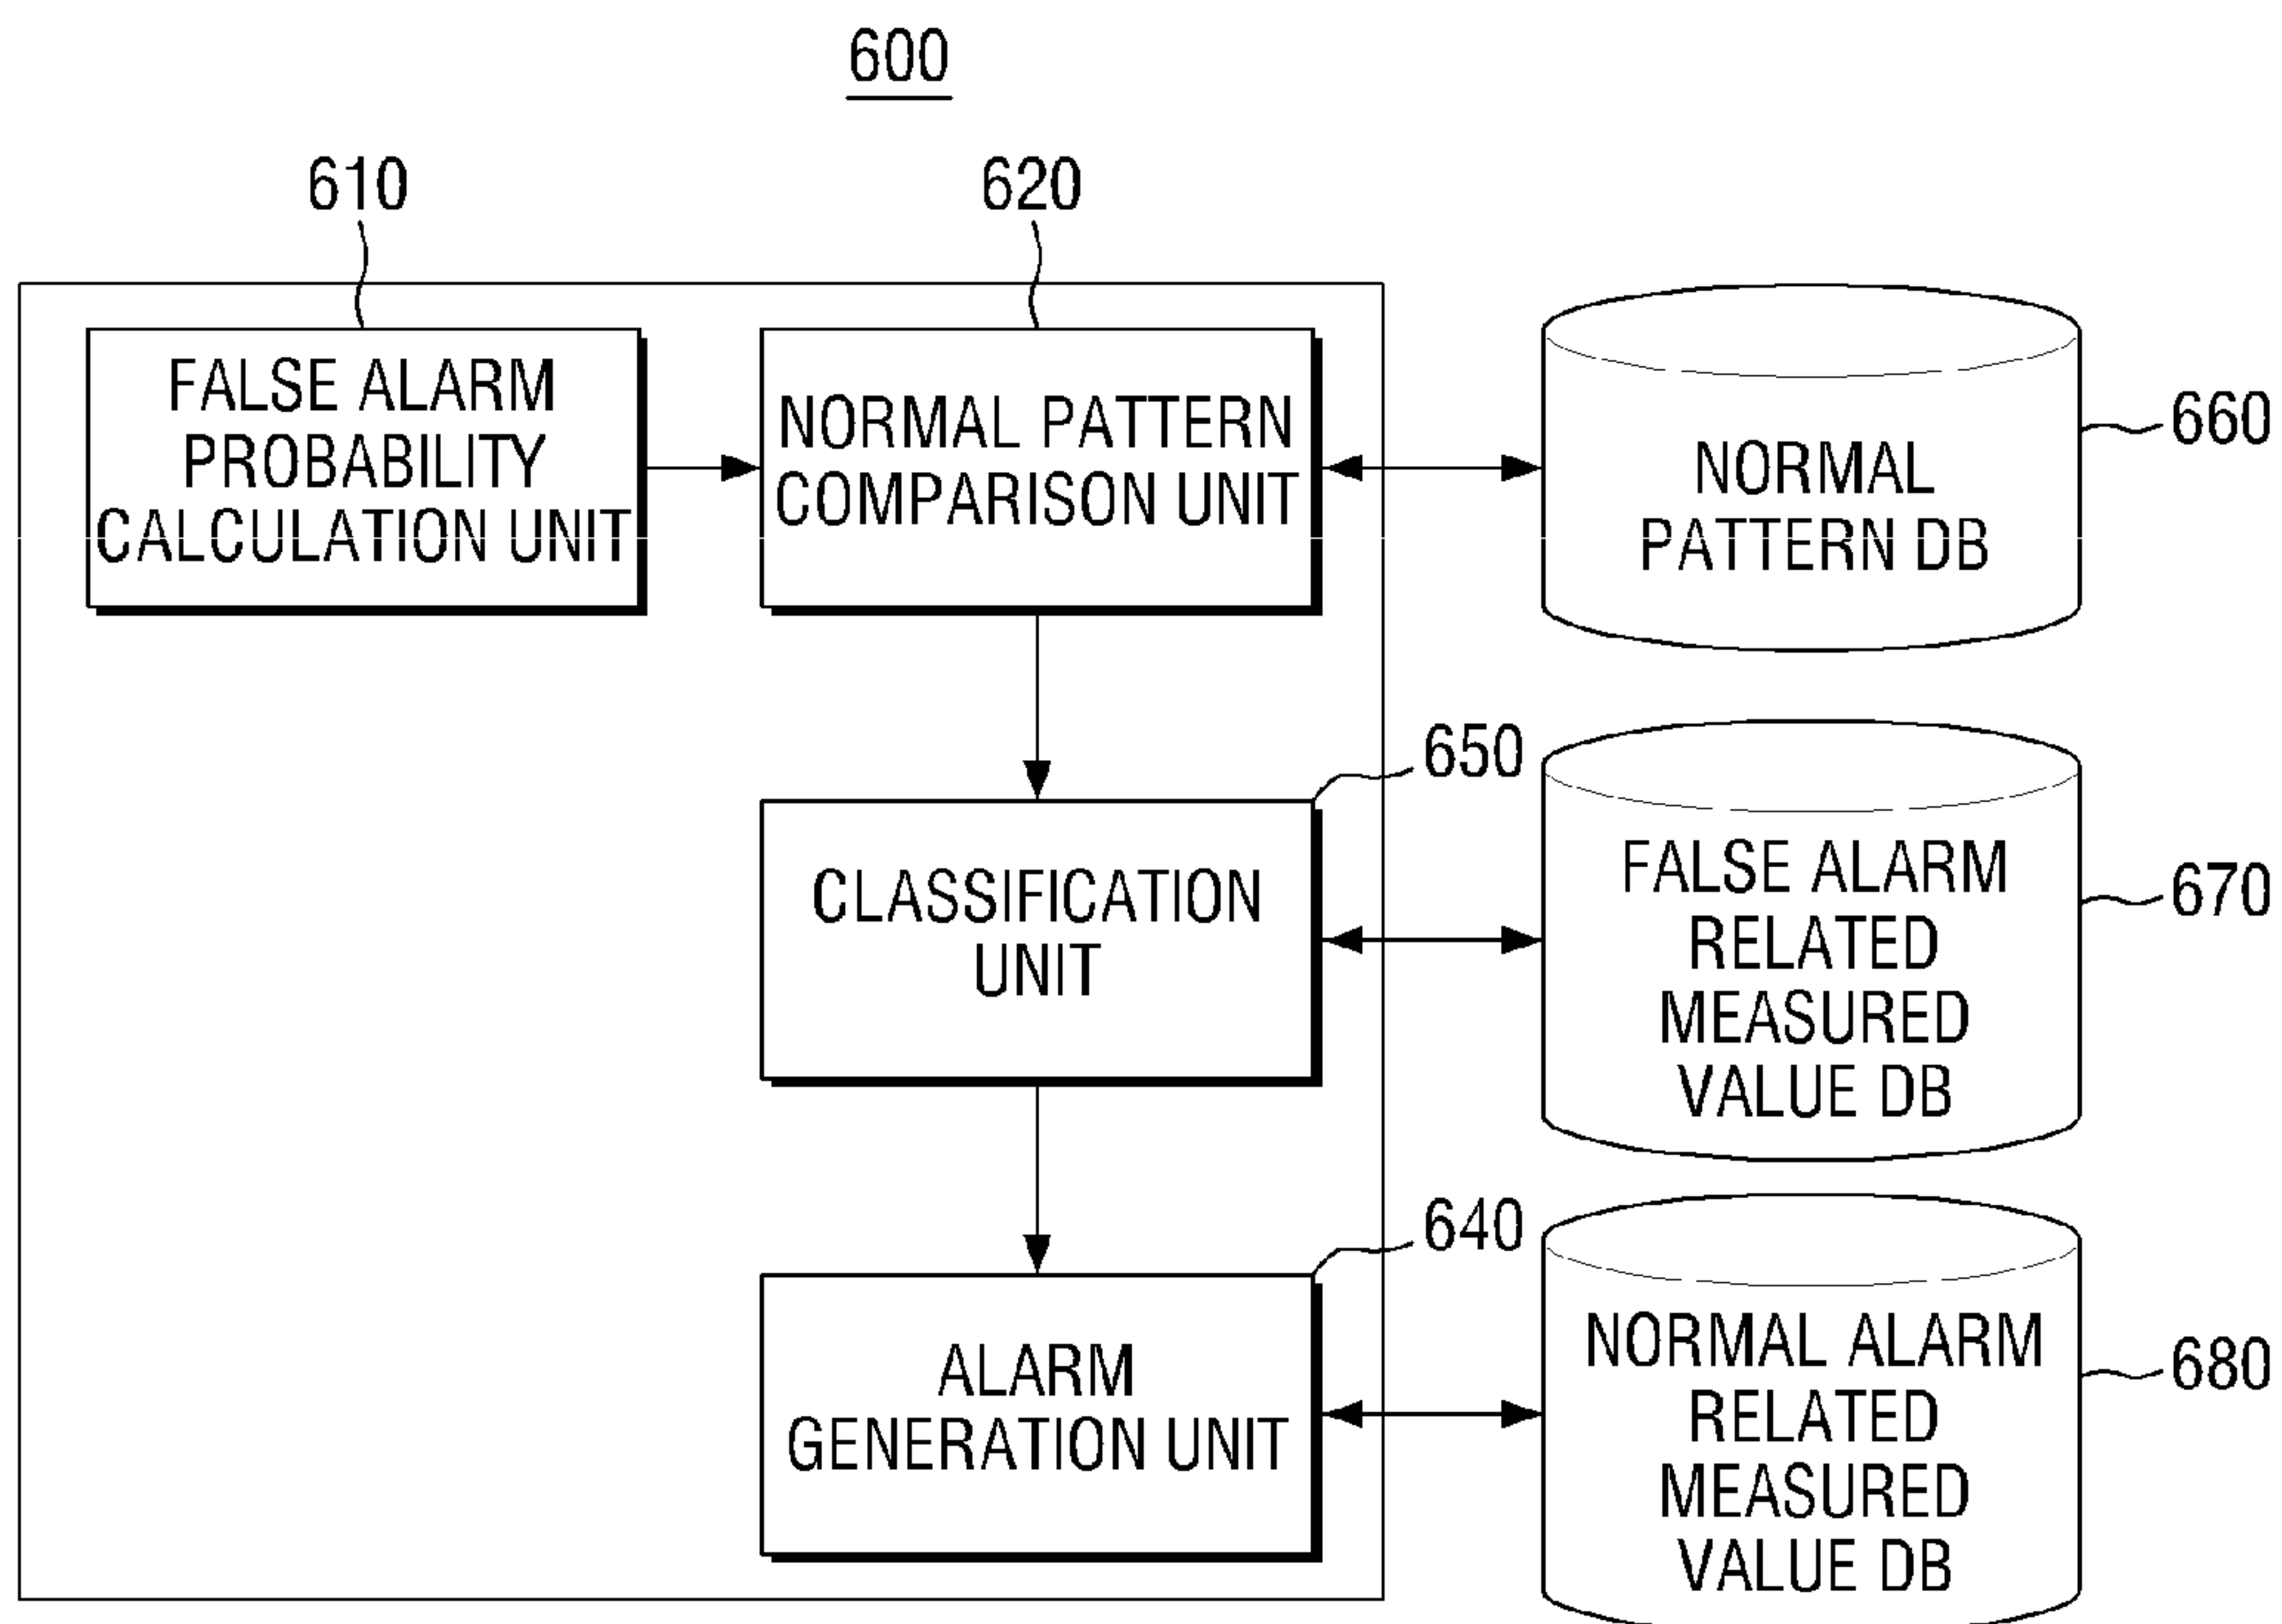 600
610
620
FALSE ALARM
PROBABILITY
CALCULATION UNIT
NORMAL PATTERN
COMPARISON UNIT
NORMAL
PATTERN DB
660
650
CLASSIFICATION
UNIT
FALSE ALARM
RELATED
MEASURED
VALUE DB
670
640
ALARM
GENERATION UNIT
NORMAL ALARM
RELATED
MEASURED
VALUE DB
680